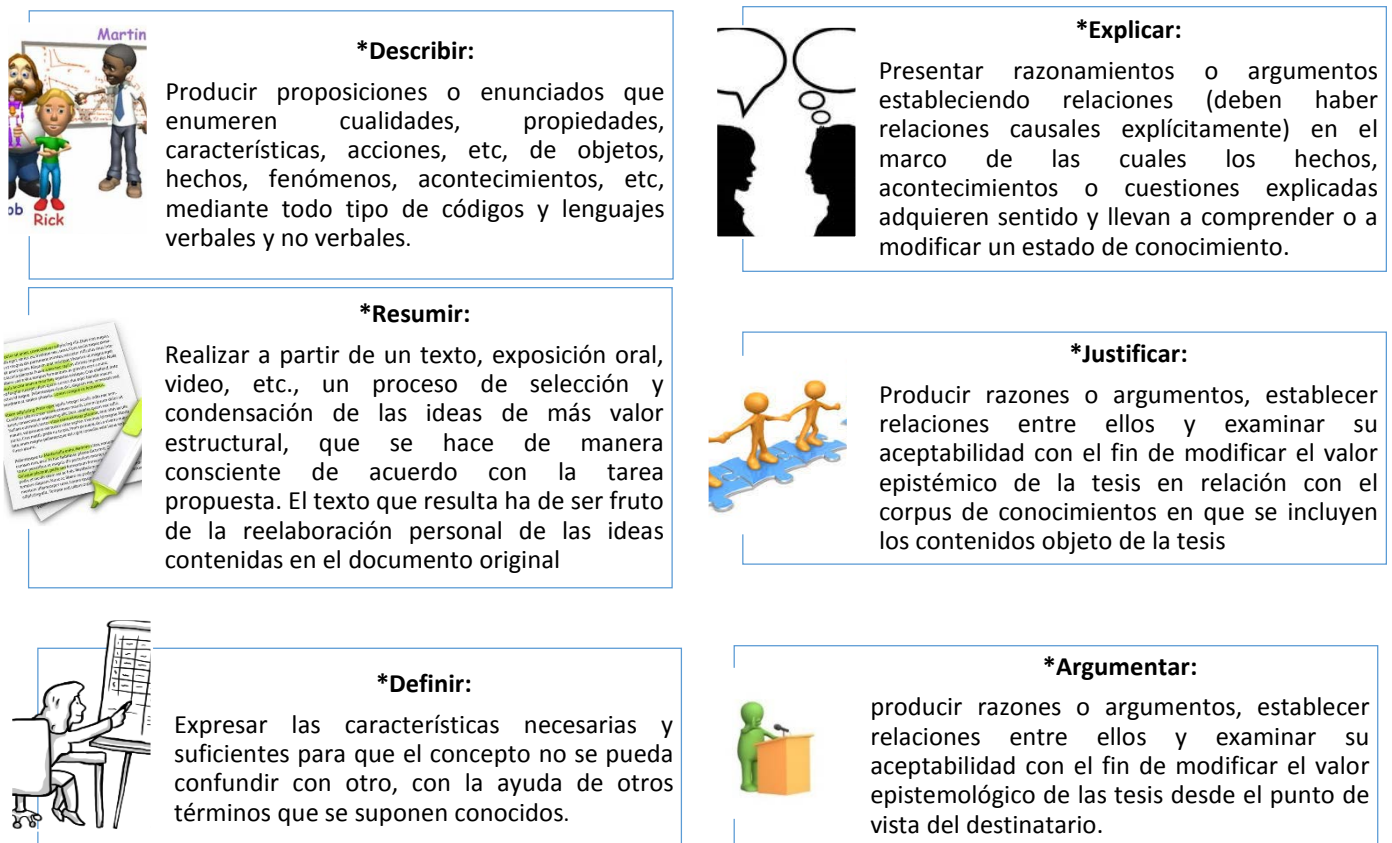 Martin
ob
Rick
*Describir:
Producir proposiciones o enunciados que
enumeren cualidades, propiedades,
características, acciones, etc, de objetos,
hechos, fenómenos, acontecimientos, etc,
mediante todo tipo de códigos y lenguajes
verbales y no verbales.
*Explicar:
Presentar razonamientos o argumentos
estableciendo relaciones (deben haber
relaciones causales explícitamente) en el
marco de las cuales los hechos,
acontecimientos o cuestiones explicadas
adquieren sentido y llevan a comprender o a
modificar un estado de conocimiento.
*Resumir:
Realizar a partir de un texto, exposición oral,
video, etc., un proceso de selección y
condensación de las ideas de más valor
estructural, que se hace de manera
consciente de acuerdo con la tarea
propuesta. El texto que resulta ha de ser fruto
de la reelaboración personal de las ideas
contenidas en el documento original
*Justificar:
Producir razones o argumentos, establecer
relaciones entre ellos y examinar su
aceptabilidad con el fin de modificar el valor
epistémico de la tesis en relación con el
corpus de conocimientos en que se incluyen
los contenidos objeto de la tesis
*Definir:
Expresar las características necesarias y
suficientes para que el concepto no se pueda
confundir con otro, con la ayuda de otros
términos que se suponen conocidos.
*Argumentar:
producir razones o argumentos, establecer
relaciones entre ellos y examinar su
aceptabilidad con el fin de modificar el valor
epistemológico de las tesis desde el punto de
vista del destinatario.